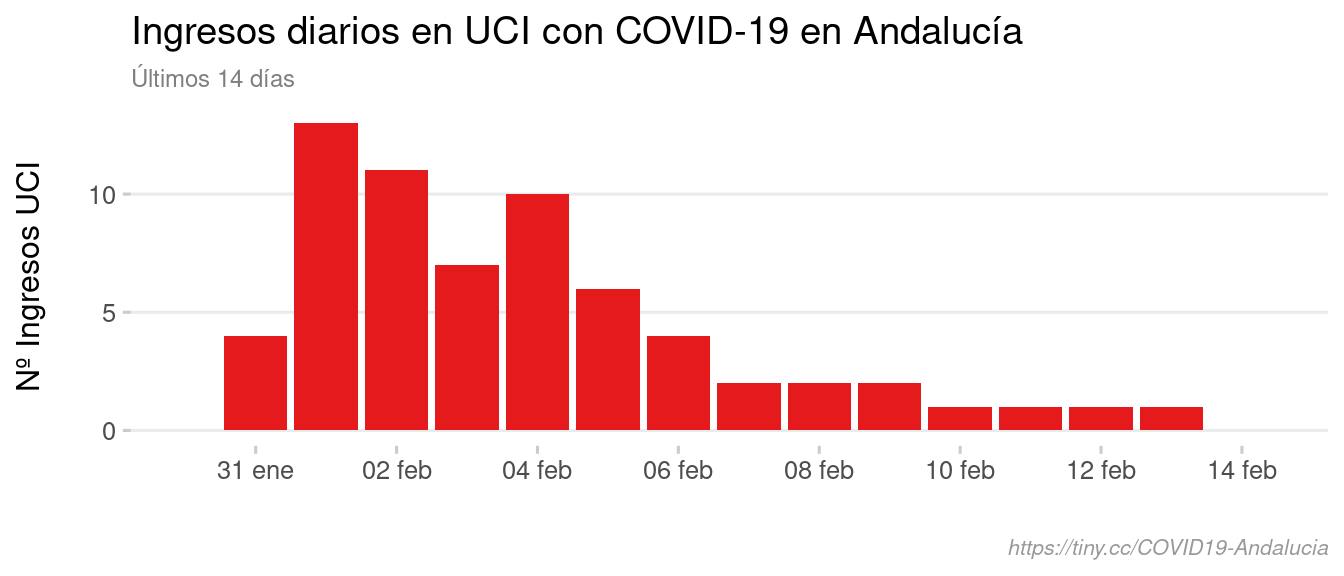 Ingresos diarios en UCI con COVID-19 en Andalucía
Últimos 14 días
Nº Ingresos UCI
10
5
0
31 ene 02 feb 04 feb 06 feb 08 feb 10 feb 12 feb 14 feb
https://tiny.cc/COVID19-Andalucia